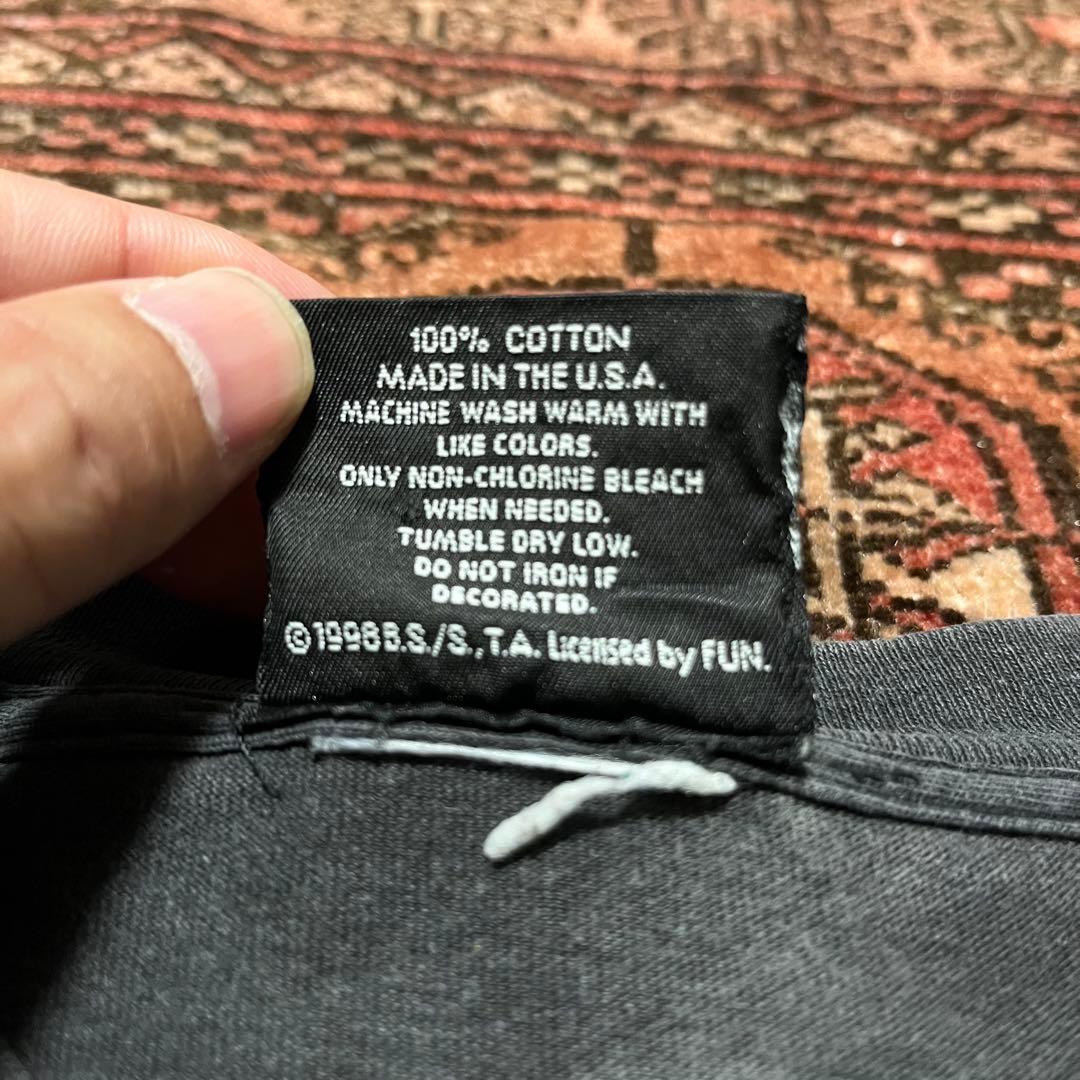 100% COTTON
MADE IN THE U.S.A.
MACHINE WASH WARM WITH
LIKE COLORS.
ONLY NON-CHLORINE BLEACH
WHEN NEEDED.
TUMBLE DRY LOW.
DO NOT IRON IF
DECORATED.
©1998 B.S./S.,T.A. Licensed by FUN.